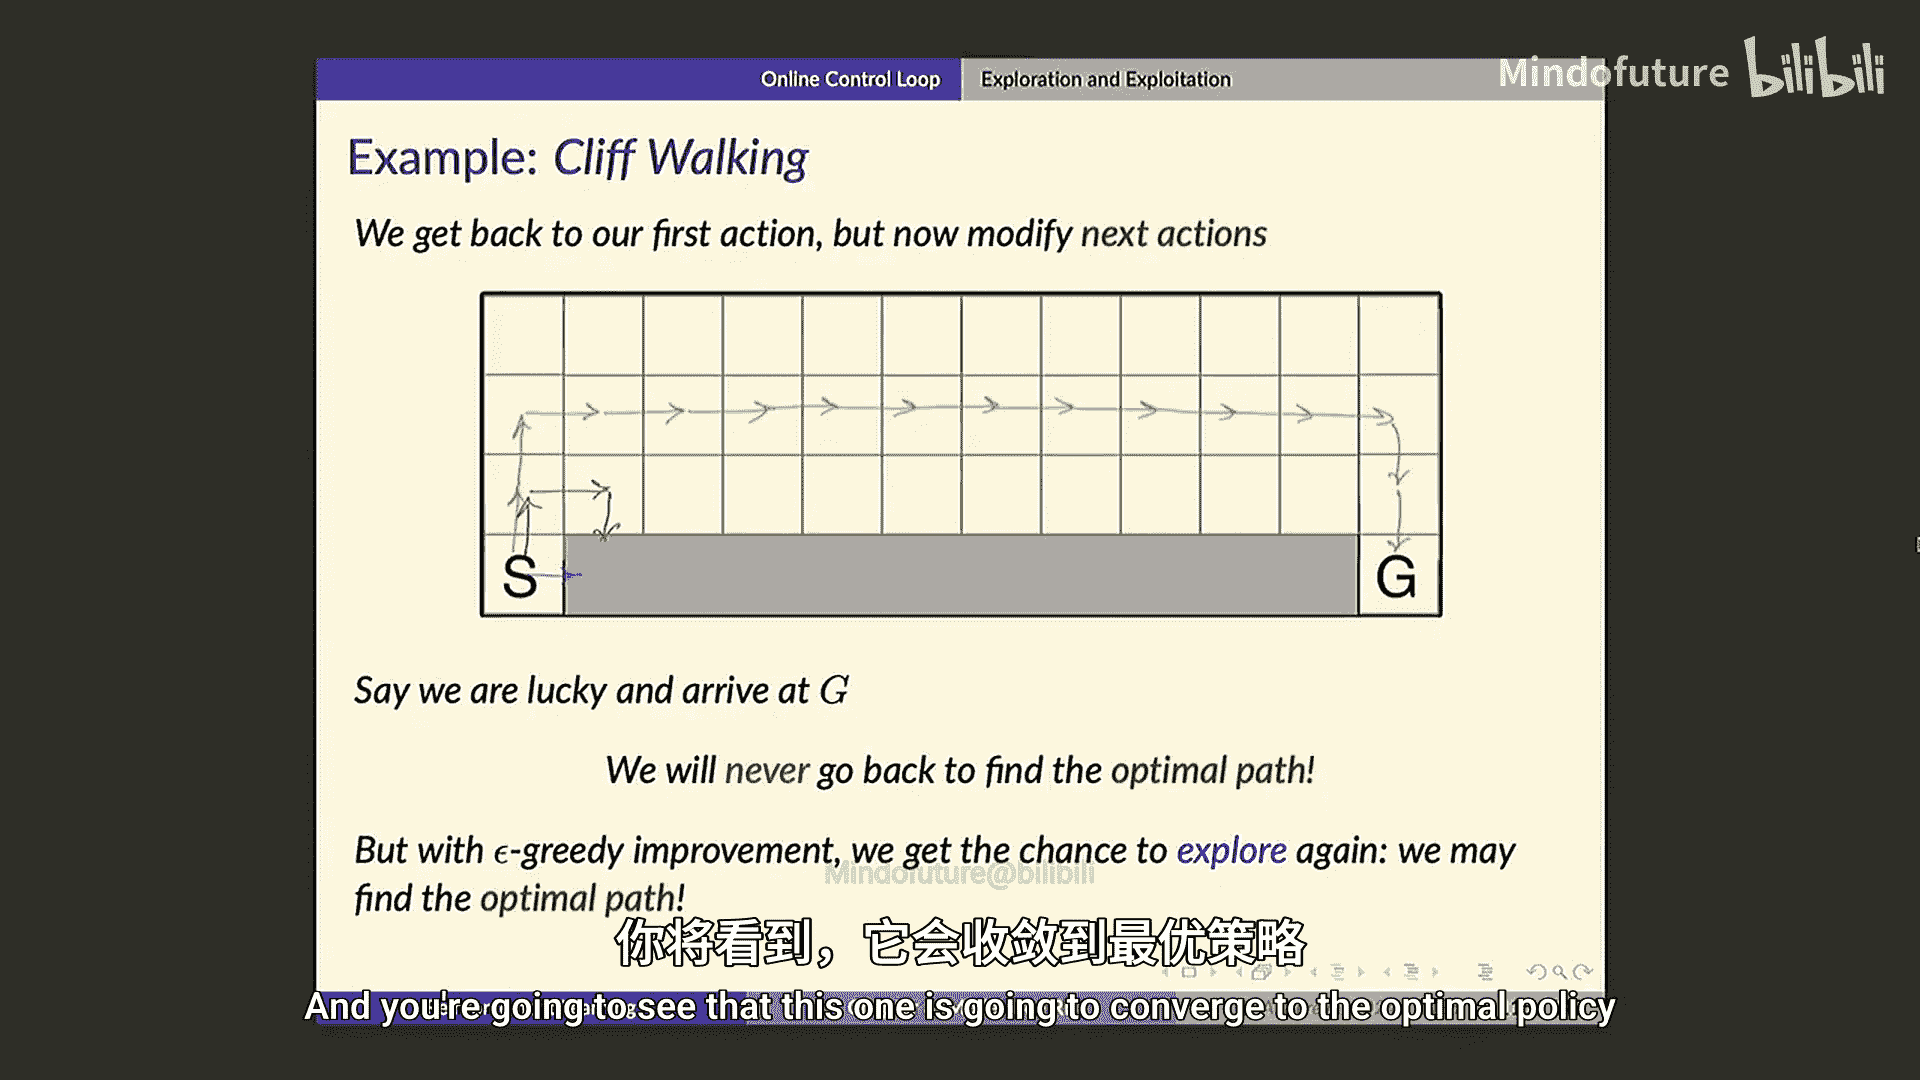 Online Control Loop Exploration and Exploitation
Mindofuture bilibili
Example: Cliff Walking
We get back to our first action, but now modify next actions
S
G
Say we are lucky and arrive at G
We will never go back to find the optimal path!
But with ϵ-greedy improvement, we get the chance to explore again: we may
find the optimal path!
Mindofuture@bilibili
你将看到，它会收敛到最优策略
And you're going to see that this one is going to converge to the optimal policy